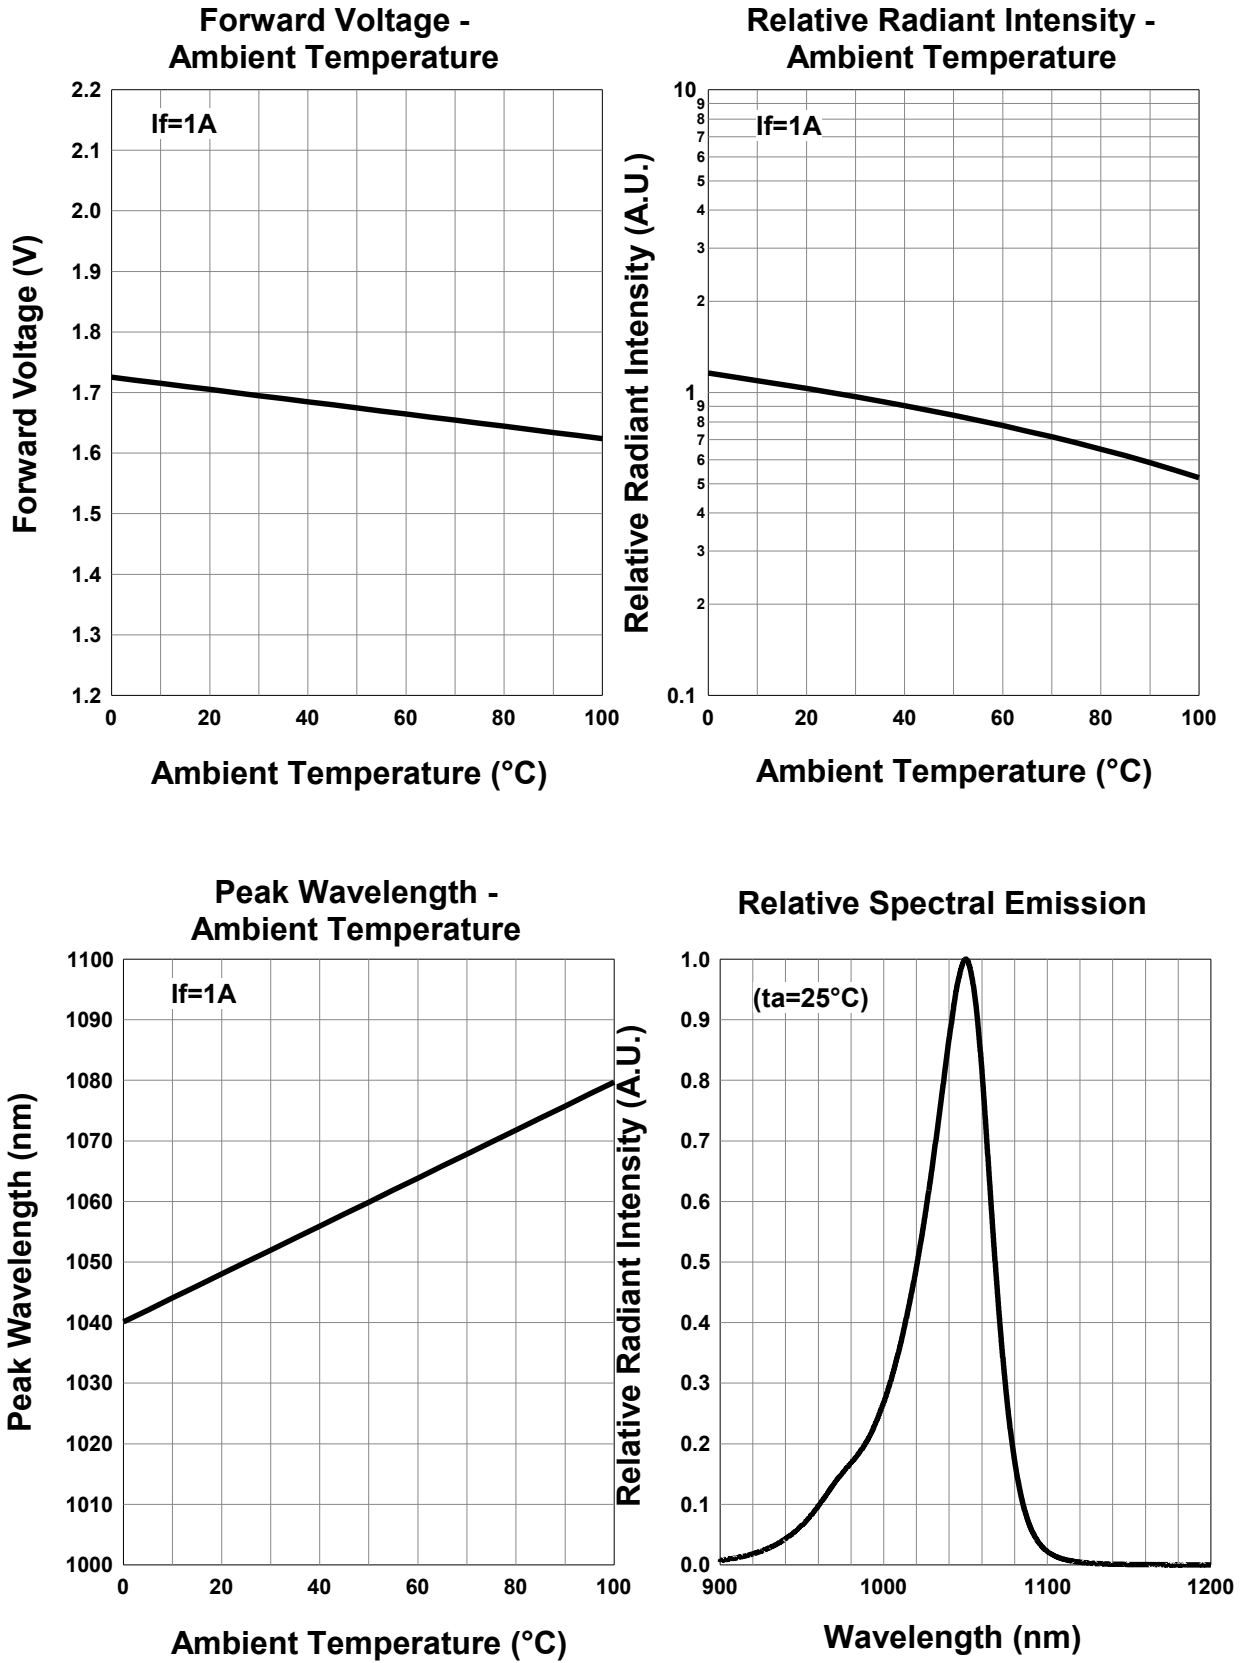 Forward Voltage -
Ambient Temperature
If=1A
Forward Voltage (V)
2.2
2.1
2.0
1.9
1.8
1.7
1.6
1.5
1.4
1.3
1.2
0 20 40 60 80 100
Ambient Temperature (°C)
Relative Radiant Intensity -
Ambient Temperature
If=1A
Relative Radiant Intensity (A.U.)
10
9
8
7
6
5
4
3
2
1
9
8
7
6
5
4
3
2
0.1
0 20 40 60 80 100
Ambient Temperature (°C)
Peak Wavelength -
Ambient Temperature
If=1A
Peak Wavelength (nm)
1100
1090
1080
1070
1060
1050
1040
1030
1020
1010
1000
0 20 40 60 80 100
Ambient Temperature (°C)
Relative Spectral Emission
(ta=25°C)
Relative Radiant Intensity (A.U.)
1.0
0.9
0.8
0.7
0.6
0.5
0.4
0.3
0.2
0.1
0.0
900 1000 1100 1200
Wavelength (nm)